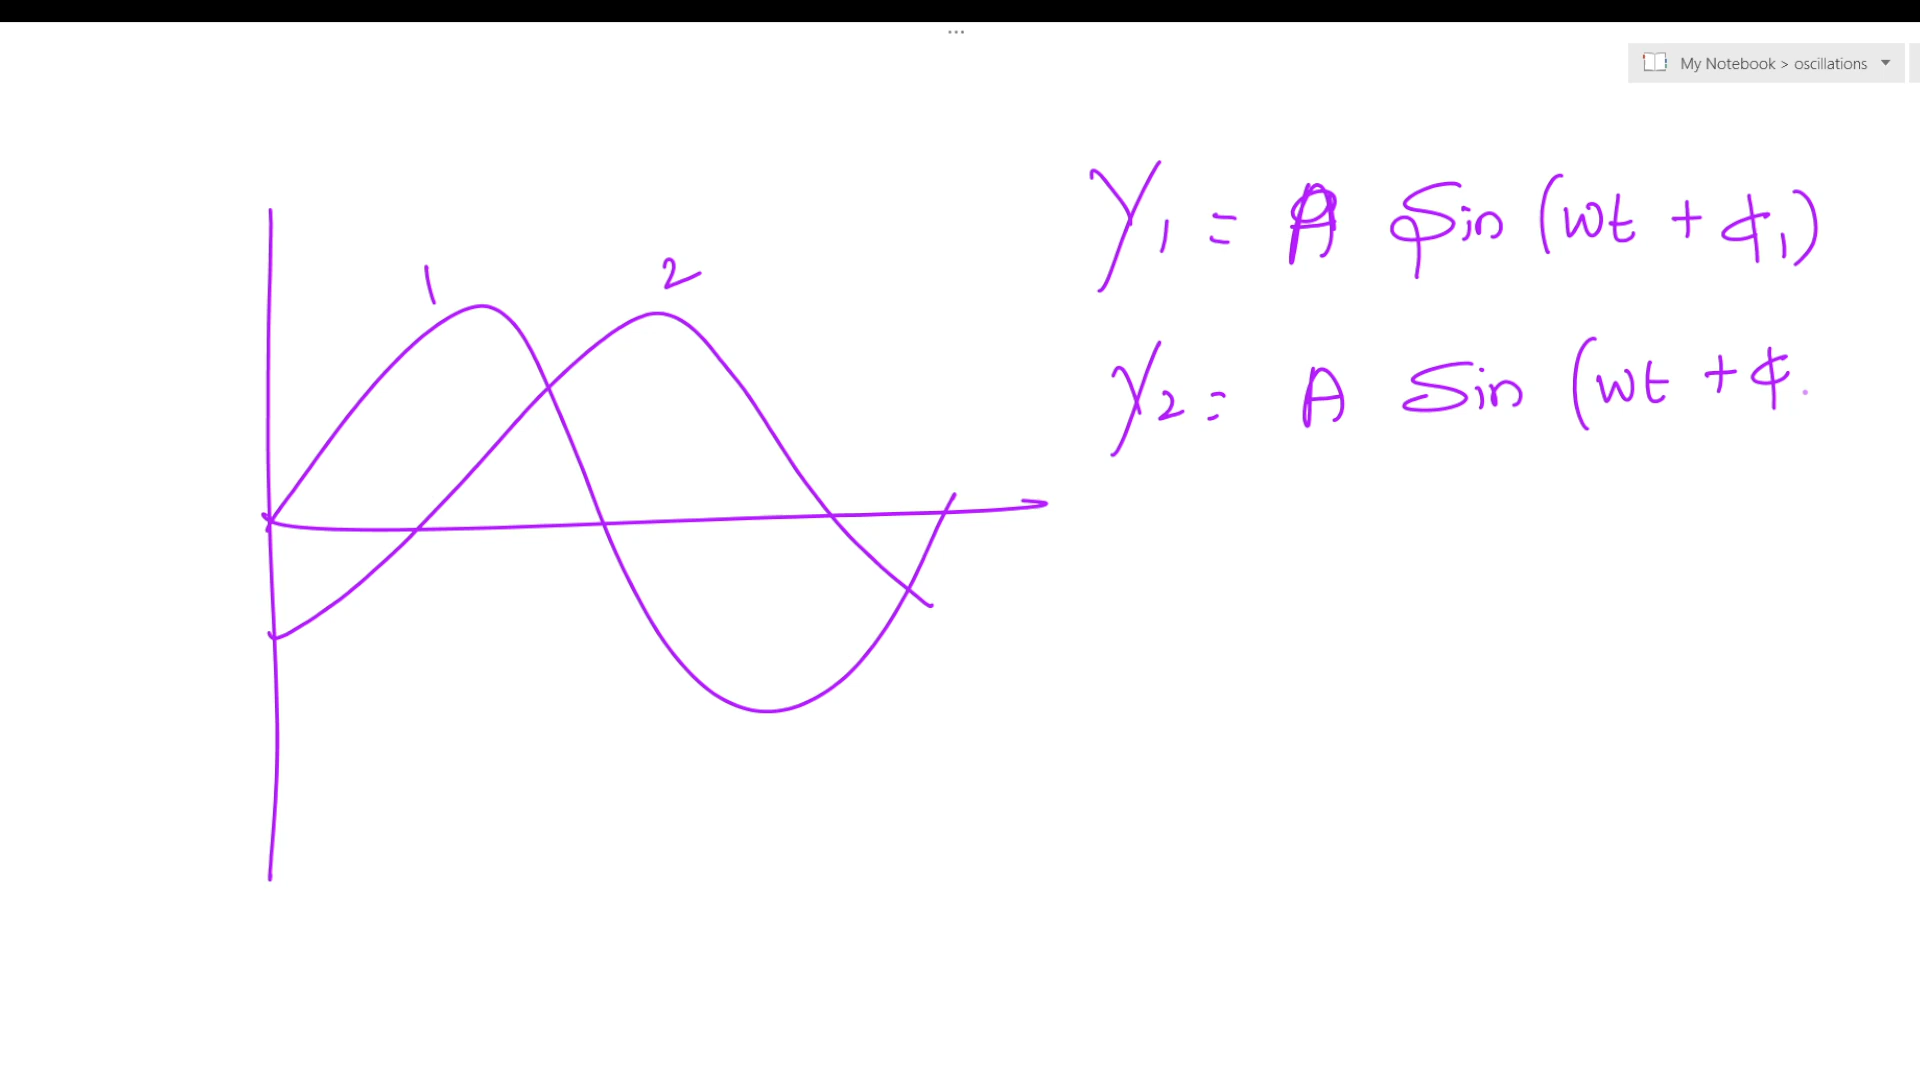 ...
My Notebook > oscillations
1
2
Y₁ = A Sin (wt + ϕ₁)
Y₂ = A Sin (wt + ϕ